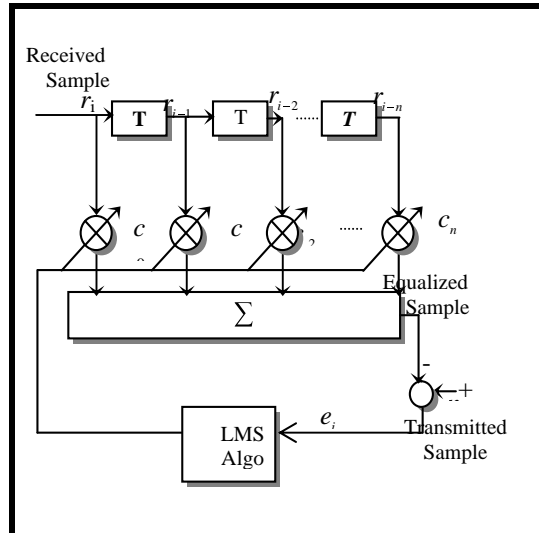 Received
Sample
r_i T r_{i-1} T r_{i-2} ...... T r_{i-n}
c c ...... c_n
Equalized
Sample
∑
-
+
e_i
LMS
Algo
Transmitted
Sample